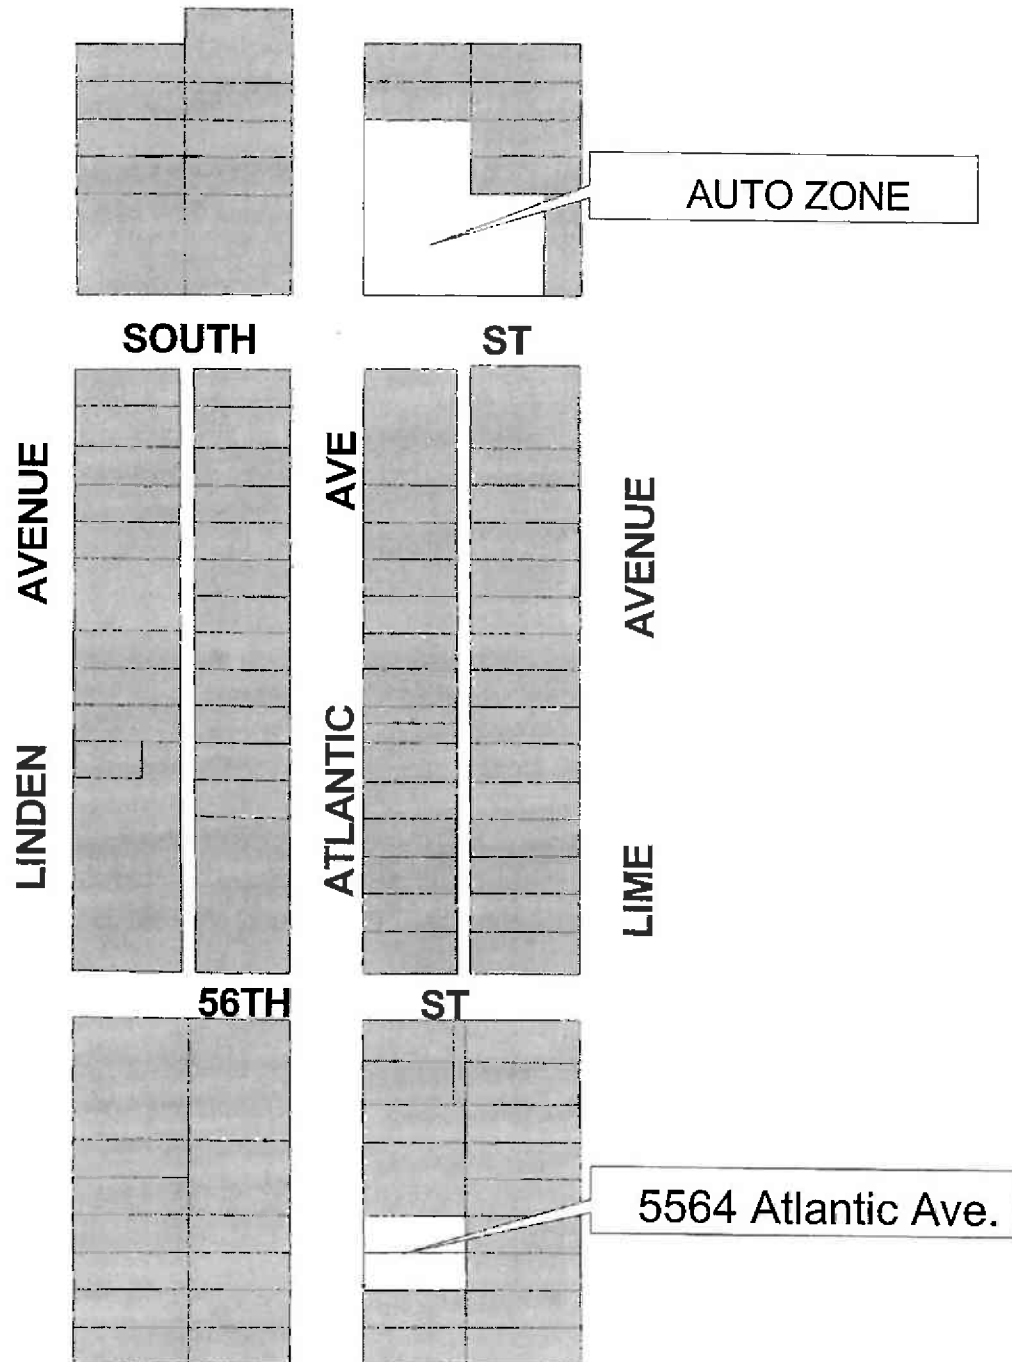 AUTO ZONE
SOUTH ST
AVENUE
AVE
AVENUE
LINDEN
ATLANTIC
LIME
56TH ST
5564 Atlantic Ave.